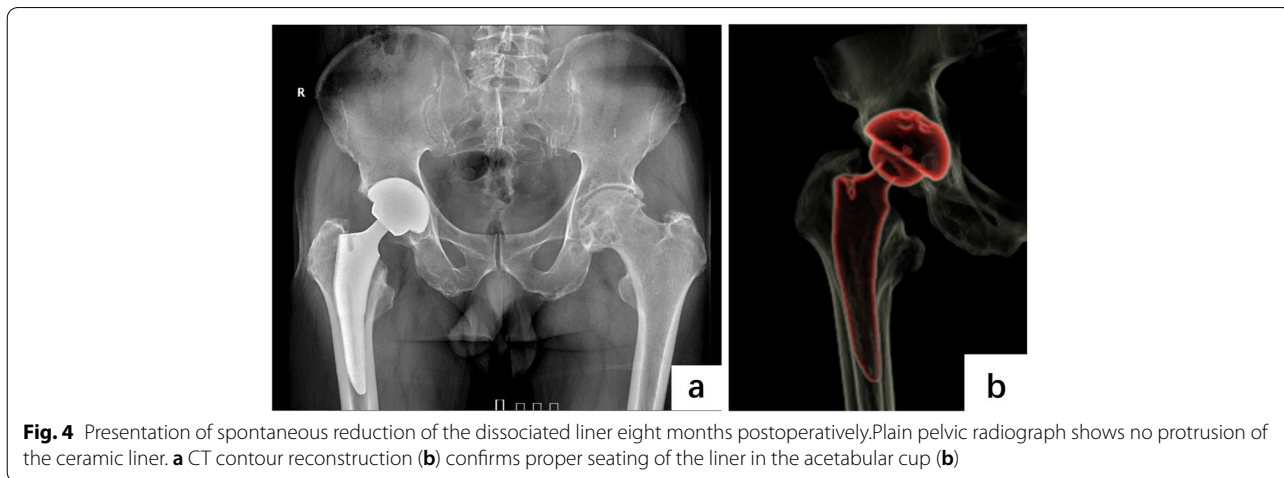 R
a
b
Fig. 4 Presentation of spontaneous reduction of the dissociated liner eight months postoperatively.Plain pelvic radiograph shows no protrusion of
the ceramic liner. a CT contour reconstruction (b) confirms proper seating of the liner in the acetabular cup (b)